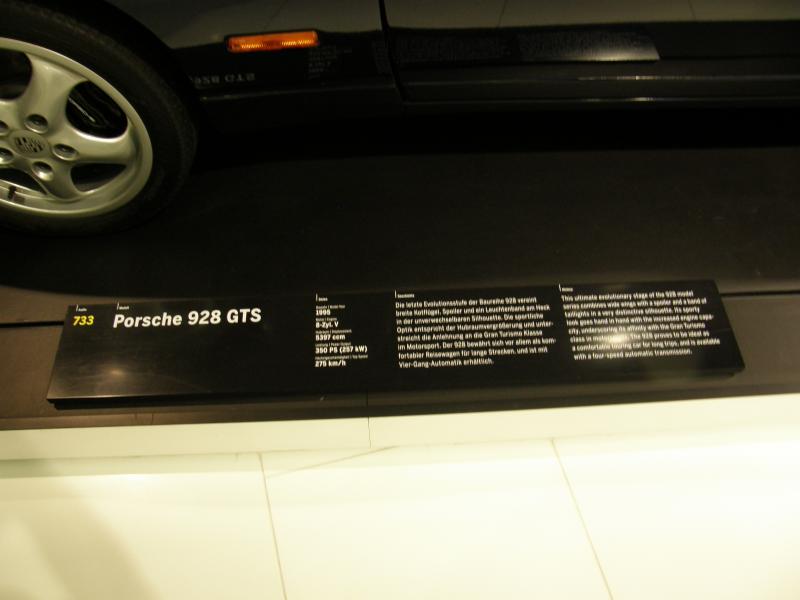 733
Porsche 928 GTS
1995
8-Zyl. V
5397 ccm
350 PS (257 kW)
275 km/h
Die letzte Evolutionsstufe der Baureihe 928 vereint
breite Kotflügel, Spoiler und ein Leuchtenband am Heck
in der unverwechselbaren Silhouette. Die sportliche
Optik entspricht der Hubraumvergrößerung und unter-
streicht die Anlehnung an die Gran Turismo Klasse
im Motorsport. Der 928 bewährt sich vor allem als kom-
fortabler Reisewagen für lange Strecken, und ist mit
Vier-Gang-Automatik erhältlich.
This ultimate evolutionary stage of the 928 model
series combines wide wings with a spoiler and a band of
taillights in a very distinctive silhouette. Its sporty
look goes hand in hand with the increased engine capa-
city, underscoring its affinity with the Gran Turismo
class in motorsport. The 928 proves to be ideal as
a comfortable touring car for long trips, and is available
with a four-speed automatic transmission.